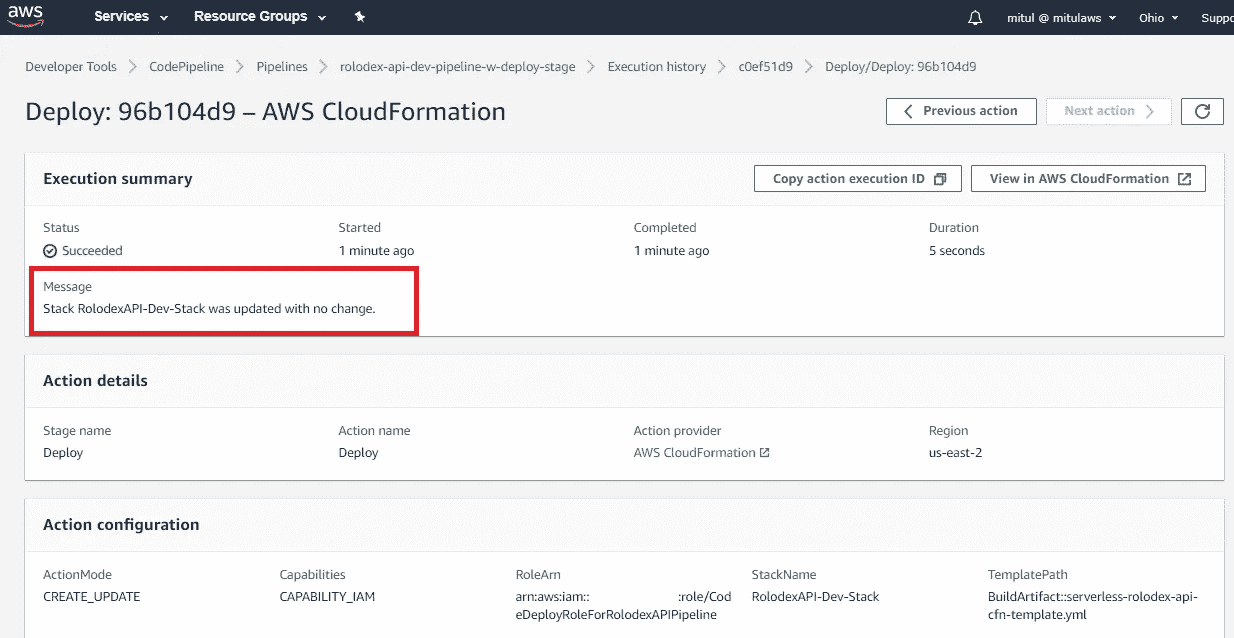 aws Services Resource Groups mitul @ mitulaws Ohio Suppo
Developer Tools CodePipeline Pipelines rolodex-api-dev-pipeline-w-deploy-stage Execution history c0ef51d9 Deploy/Deploy: 96b104d9
Deploy: 96b104d9 – AWS CloudFormation Previous action Next action
Execution summary Copy action execution ID View in AWS CloudFormation
Status Started Completed Duration
Succeeded 1 minute ago 1 minute ago 5 seconds
Message
Stack RolodexAPI-Dev-Stack was updated with no change.
Action details
Stage name Action name Action provider Region
Deploy Deploy AWS CloudFormation us-east-2
Action configuration
ActionMode Capabilities RoleArn StackName TemplatePath
CREATE_UPDATE CAPABILITY_IAM arn:aws:iam:: :role/Cod RolodexAPI-Dev-Stack BuildArtifact::serverless-rolodex-api-
eDeployRoleForRolodexAPIPipeline cfn-template.yml